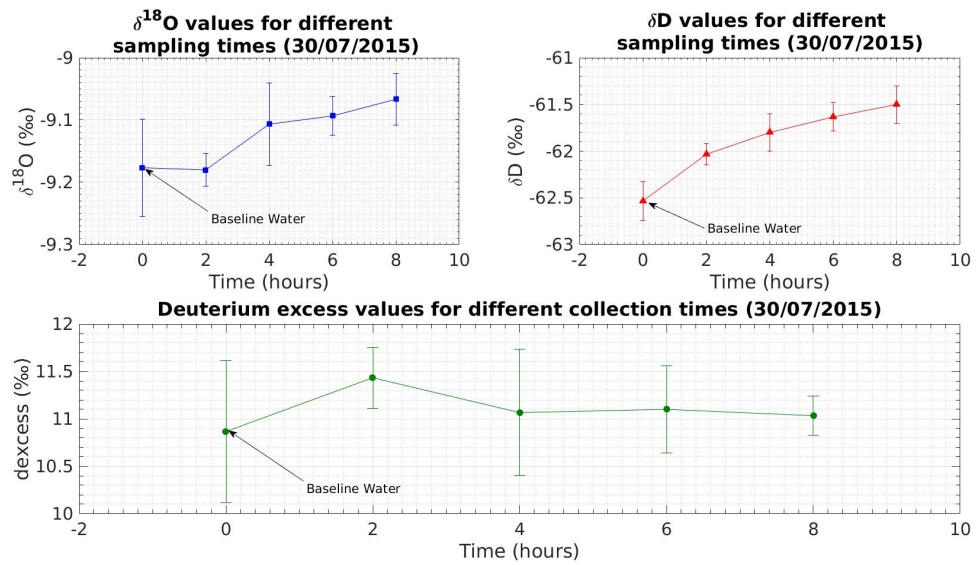 δ¹⁸O values for different
sampling times (30/07/2015)
-9
-9.1
-9.2
-9.3
δ¹⁸O (‰)
Baseline Water
-2 0 2 4 6 8 10
Time (hours)
δD values for different
sampling times (30/07/2015)
-61
-61.5
-62
-62.5
-63
δD (‰)
Baseline Water
-2 0 2 4 6 8 10
Time (hours)
Deuterium excess values for different collection times (30/07/2015)
12
11.5
11
10.5
10
dexcess (‰)
Baseline Water
-2 0 2 4 6 8 10
Time (hours)